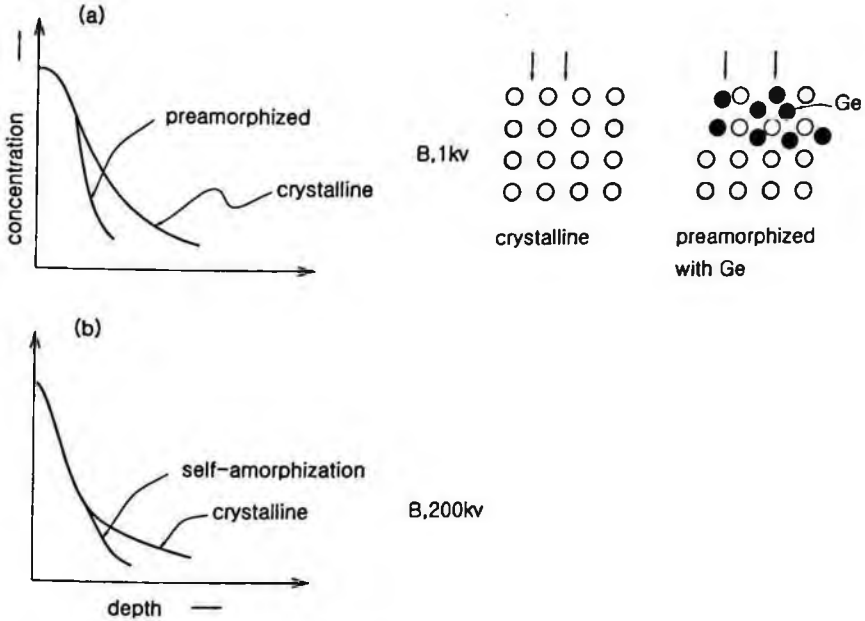 (a)
concentration
preamorphized
crystalline
B,1kv
Ge
crystalline
preamorphized
with Ge
(b)
self-amorphization
crystalline
B,200kv
depth